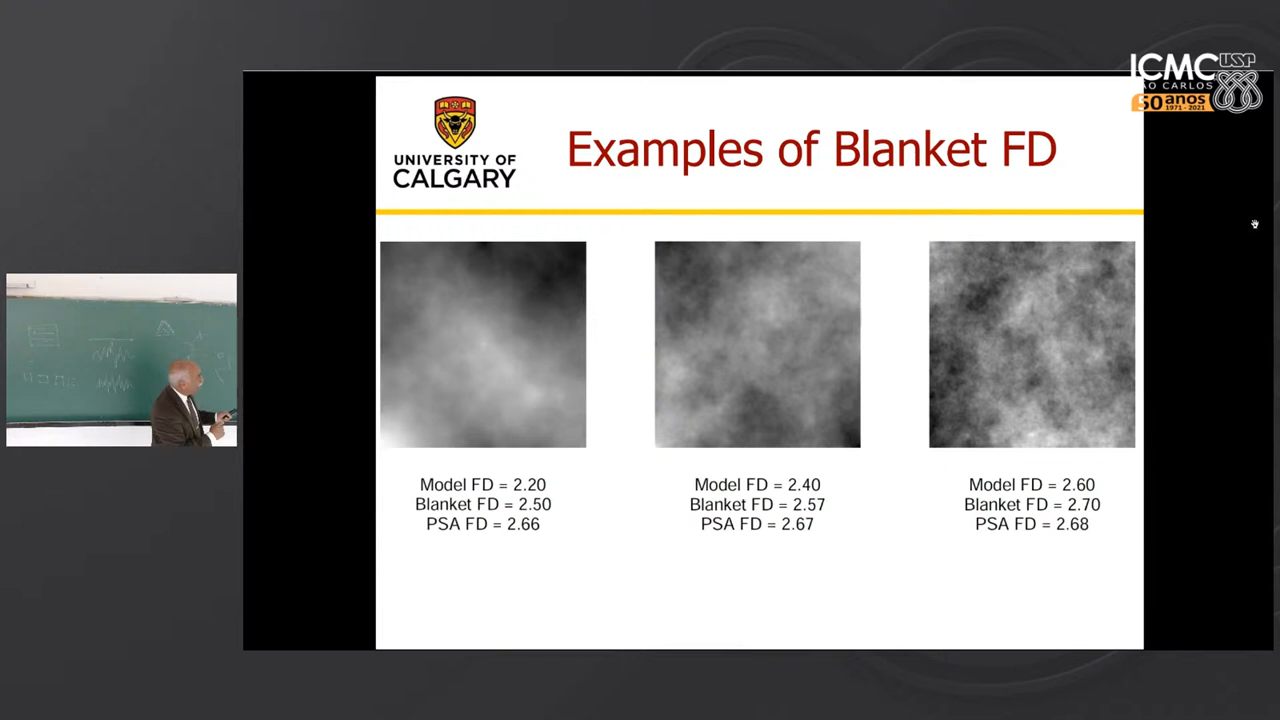 ICMC USP
SÃO CARLOS
50 anos
1971 - 2021
UNIVERSITY OF
CALGARY
Examples of Blanket FD
Model FD = 2.20
Blanket FD = 2.50
PSA FD = 2.66
Model FD = 2.40
Blanket FD = 2.57
PSA FD = 2.67
Model FD = 2.60
Blanket FD = 2.70
PSA FD = 2.68